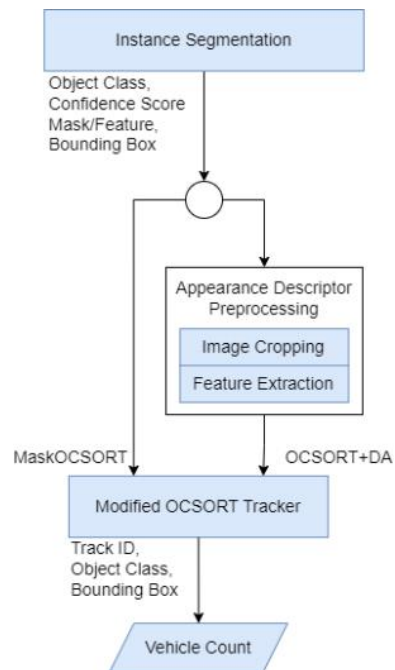 Instance Segmentation
Object Class,
Confidence Score
Mask/Feature,
Bounding Box
Appearance Descriptor
Preprocessing
Image Cropping
Feature Extraction
MaskOCSORT
OCSORT+DA
Modified OCSORT Tracker
Track ID,
Object Class,
Bounding Box
Vehicle Count